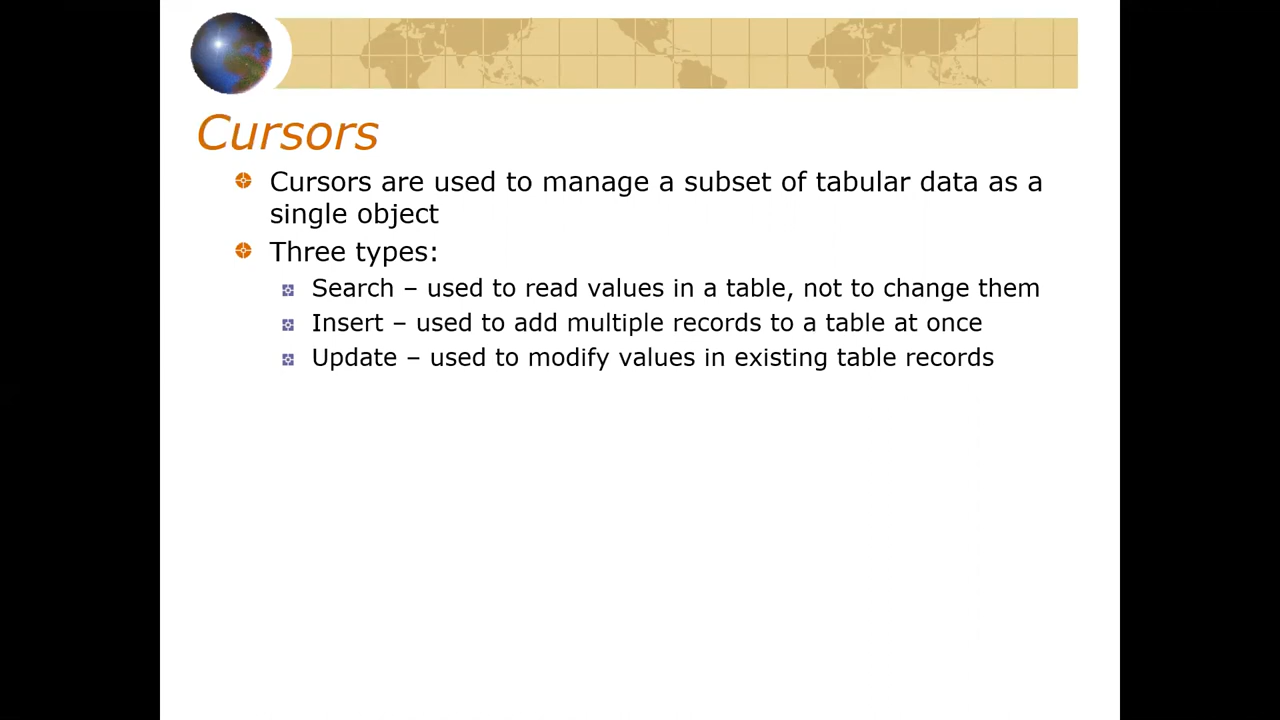 Cursors
Cursors are used to manage a subset of tabular data as a
single object
Three types:
Search – used to read values in a table, not to change them
Insert – used to add multiple records to a table at once
Update – used to modify values in existing table records